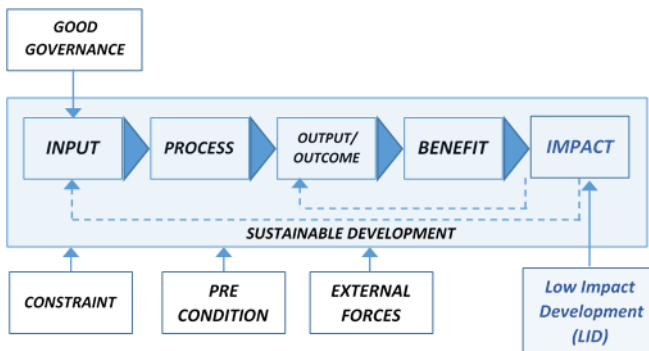 GOOD
GOVERNANCE
INPUT
PROCESS
OUTPUT/
OUTCOME
BENEFIT
IMPACT
SUSTAINABLE DEVELOPMENT
CONSTRAINT
PRE
CONDITION
EXTERNAL
FORCES
Low Impact
Development
(LID)